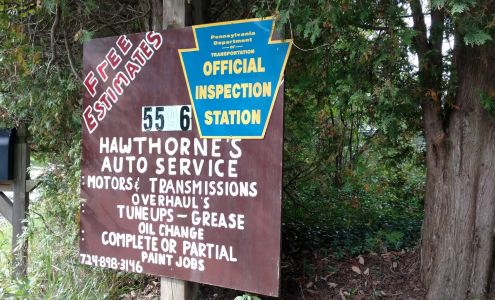 FREE
ESTIMATES
Pennsylvania
Department
OF
TRANSPORTATION
OFFICIAL
INSPECTION
STATION
55 6
HAWTHORNE'S
AUTO SERVICE
MOTORS & TRANSMISSIONS
OVERHAUL'S
TUNE UPS - GREASE
OIL CHANGE
COMPLETE OR PARTIAL
PAINT JOBS
724-898-3146